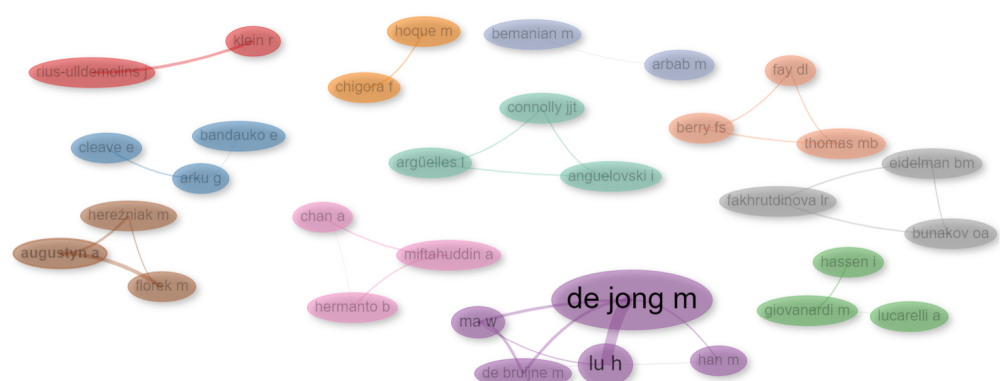 hoque m
bemanian m
klein r
rius-ulldemolins j
chigora f
arbab m
fay dl
connolly jjt
berry fs
thomas mb
bandauko e
cleave e
arku g
argüelles l
anguelovski i
eidelman bm
fakhrutdinova lr
bunakov oa
hereźniak m
chan a
augustyn a
miftahuddin a
florek m
hermanto b
hassen i
giovanardi m
lucarelli a
de jong m
ma w
lu h
han m
de bruijne m